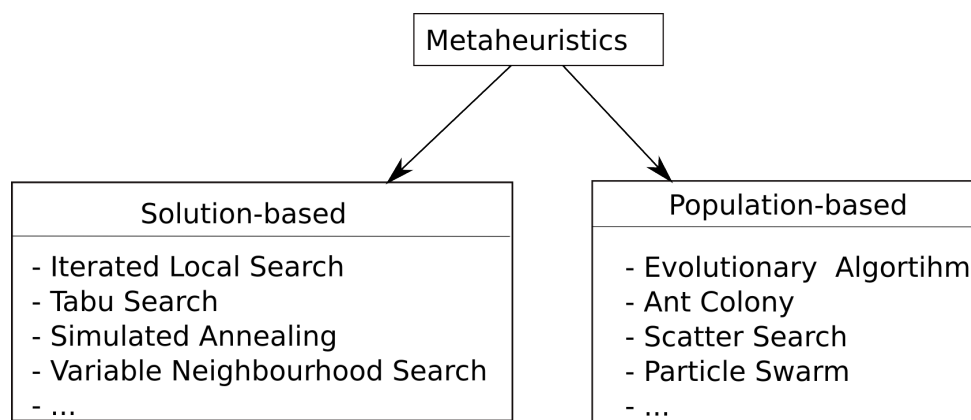 Metaheuristics
Solution-based
- Iterated Local Search
- Tabu Search
- Simulated Annealing
- Variable Neighbourhood Search
- ...
Population-based
- Evolutionary Algortihm
- Ant Colony
- Scatter Search
- Particle Swarm
- ...